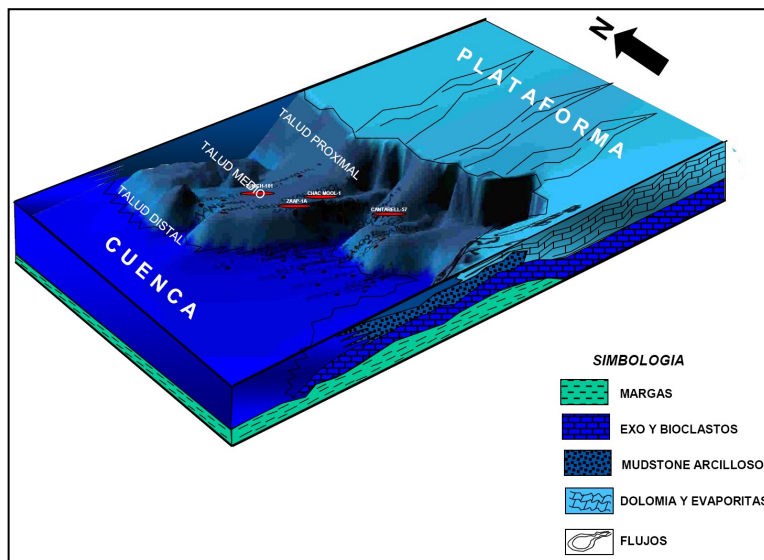 N
PLATAFORMA
TALUD PROXIMAL
TALUD MEDIO
TALUD DISTAL
CUENCA
CHAC MOOL-1
ZAAP-1A
CANTARELL-57
SIMBOLOGIA
MARGAS
EXO Y BIOCLASTOS
MUDSTONE ARCILLOSO
DOLOMIA Y EVAPORITAS
FLUJOS